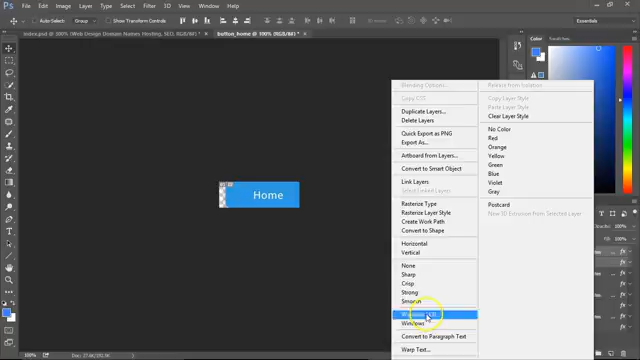 Ps File Edit Image Layer Type Select Filter 3D View Window Help
Auto-Select: Group Show Transform Controls 3D Mode:
Essentials
index.psd @ 100% (Web Design Domain Names Hosting, SEO, RGB/8*) * × button_home @ 100% (RGB/8*) * ×
Color Swatches
Home
Blending Options...
Copy CSS
Duplicate Layers...
Delete Layers
Quick Export as PNG
Export As...
Artboard from Layers...
Convert to Smart Object
Link Layers
Select Linked Layers
Rasterize Type
Rasterize Layer Style
Create Work Path
Convert to Shape
Horizontal
Vertical
None
Sharp
Crisp
Strong
Smooth
Windows LCD
Windows
Convert to Paragraph Text
Warp Text...
Release from Isolation
Copy Layer Style
Paste Layer Style
Clear Layer Style
No Color
Red
Orange
Yellow
Green
Blue
Violet
Gray
Postcard
New 3D Extrusion from Selected Layer
100%